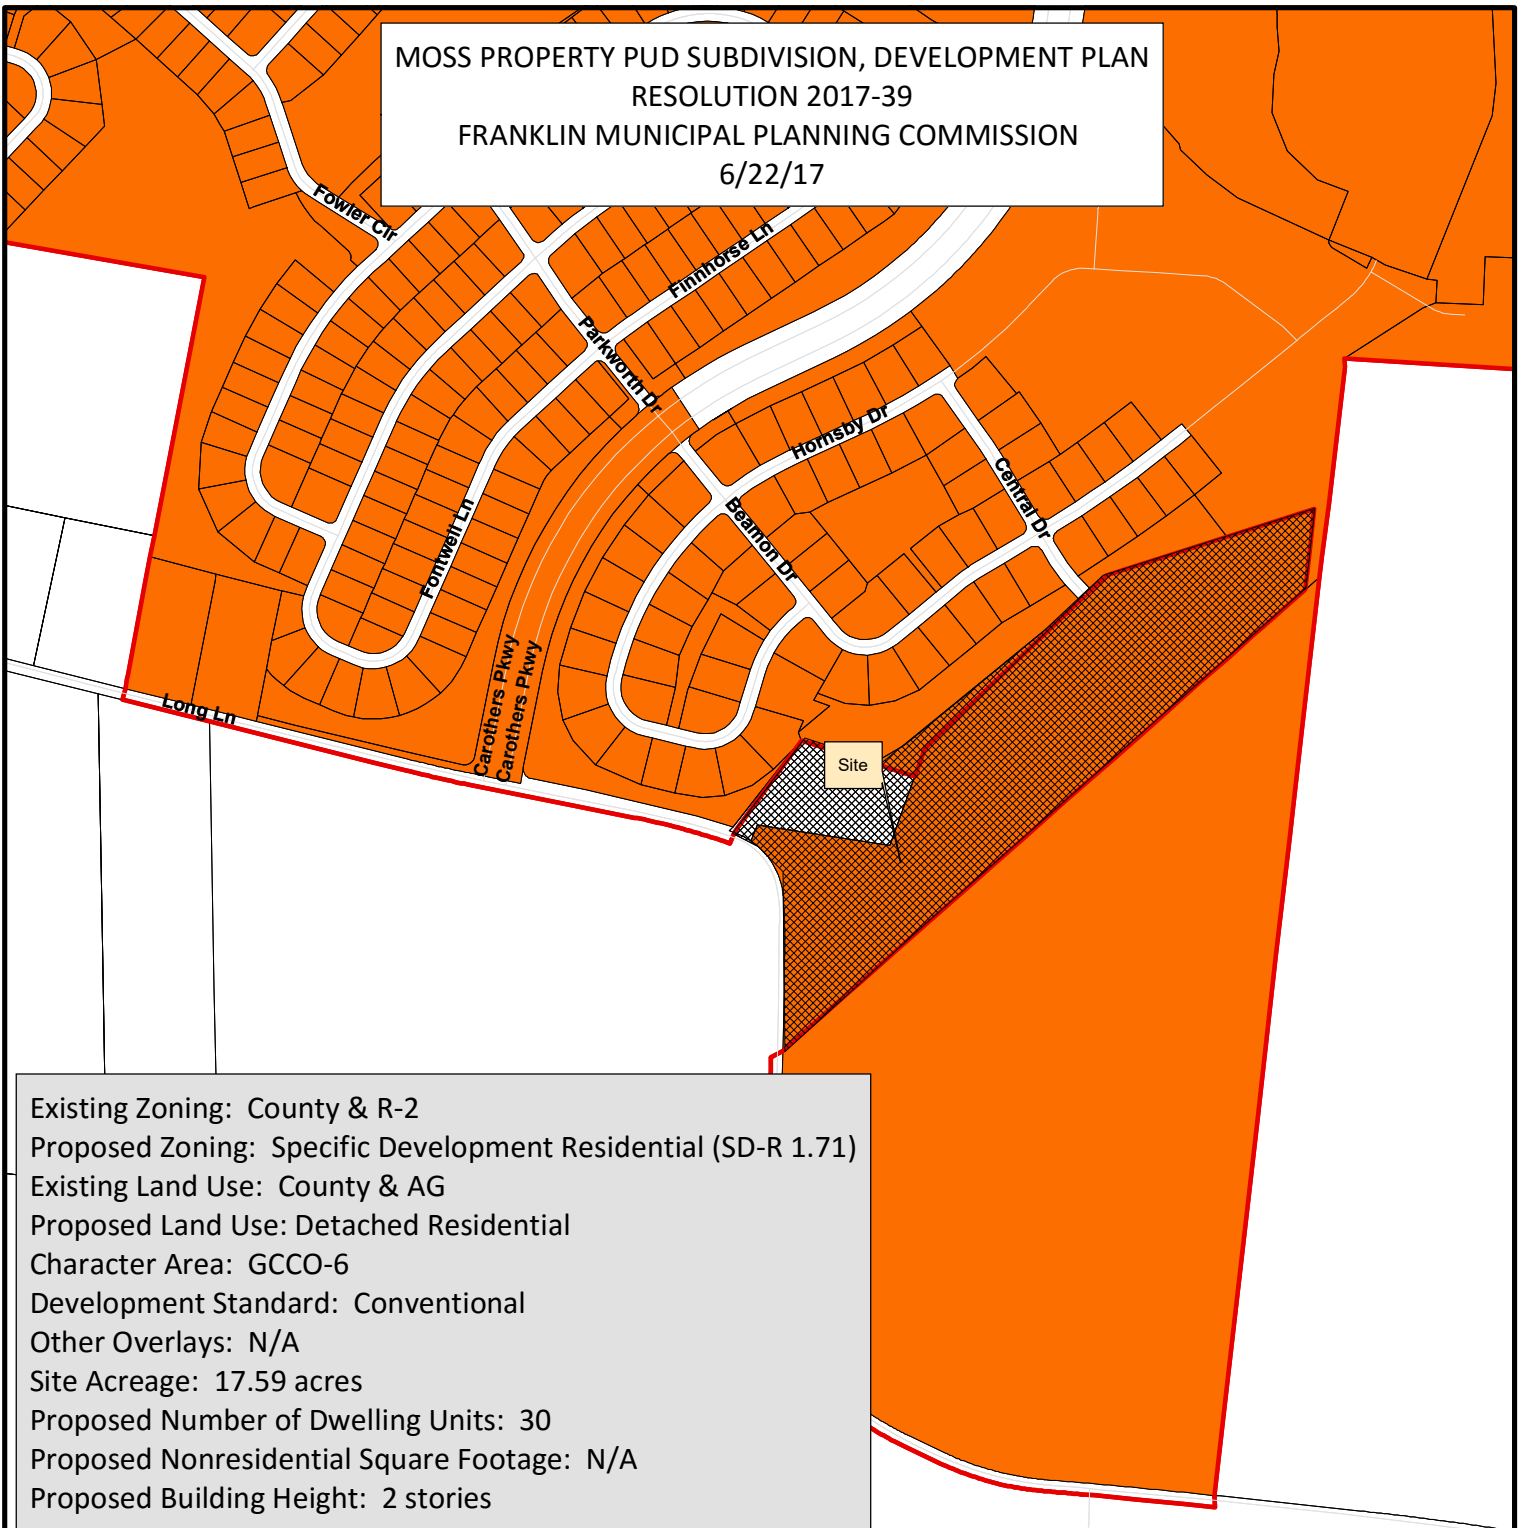 MOSS PROPERTY PUD SUBDIVISION, DEVELOPMENT PLAN
RESOLUTION 2017-39
FRANKLIN MUNICIPAL PLANNING COMMISSION
6/22/17
Fowler Cir
Finnhorse Ln
Parkworth Dr
Hornsby Dr
Central Dr
Beamon Dr
Fontwell Ln
Carothers Pkwy
Carothers Pkwy
Long Ln
Site
Existing Zoning: County & R-2
Proposed Zoning: Specific Development Residential (SD-R 1.71)
Existing Land Use: County & AG
Proposed Land Use: Detached Residential
Character Area: GCCO-6
Development Standard: Conventional
Other Overlays: N/A
Site Acreage: 17.59 acres
Proposed Number of Dwelling Units: 30
Proposed Nonresidential Square Footage: N/A
Proposed Building Height: 2 stories